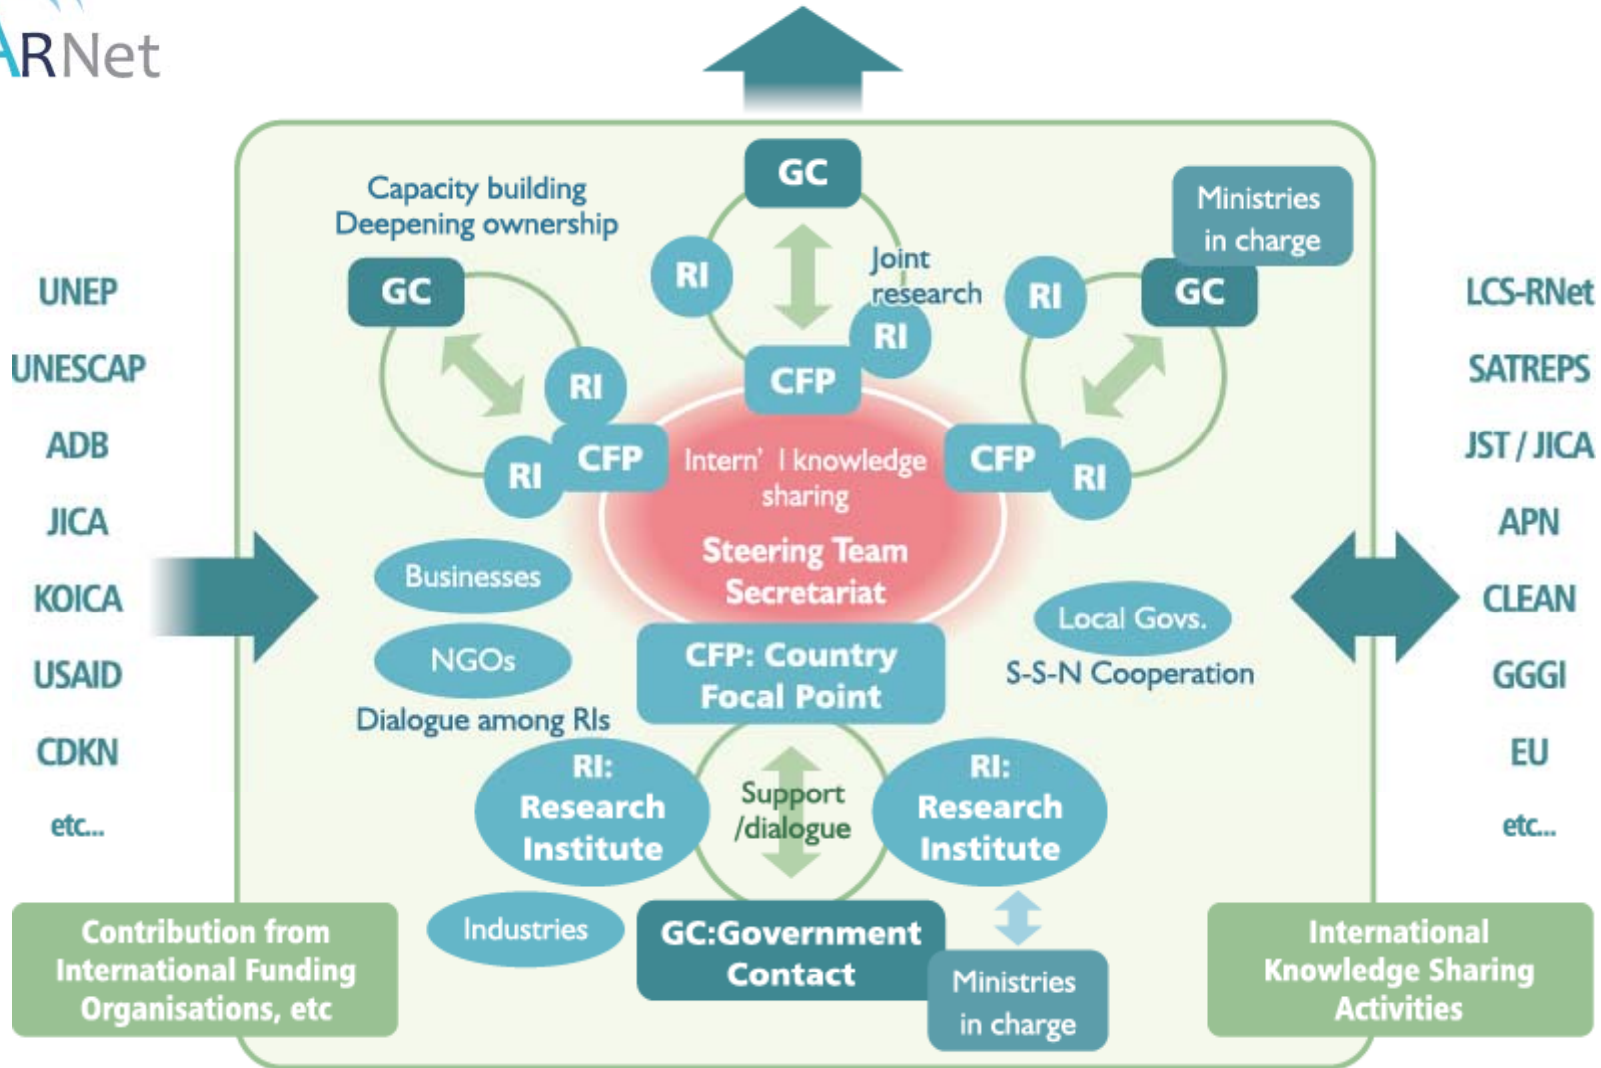 ARNet
GC
Capacity building
Deepening ownership
Ministries
in charge
RI
Joint
research
GC
RI
GC
RI
RI
CFP
RI
RI
CFP
CFP
RI
Intern’ l knowledge
sharing
Steering Team
Secretariat
Businesses
NGOs
Dialogue among RIs
Local Govs.
S-S-N Cooperation
CFP: Country
Focal Point
RI:
Research
Institute
Support
/dialogue
RI:
Research
Institute
Industries
GC:Government
Contact
Ministries
in charge
UNEP
UNESCAP
ADB
JICA
KOICA
USAID
CDKN
etc...
Contribution from
International Funding
Organisations, etc
LCS-RNet
SATREPS
JST / JICA
APN
CLEAN
GGGI
EU
etc...
International
Knowledge Sharing
Activities